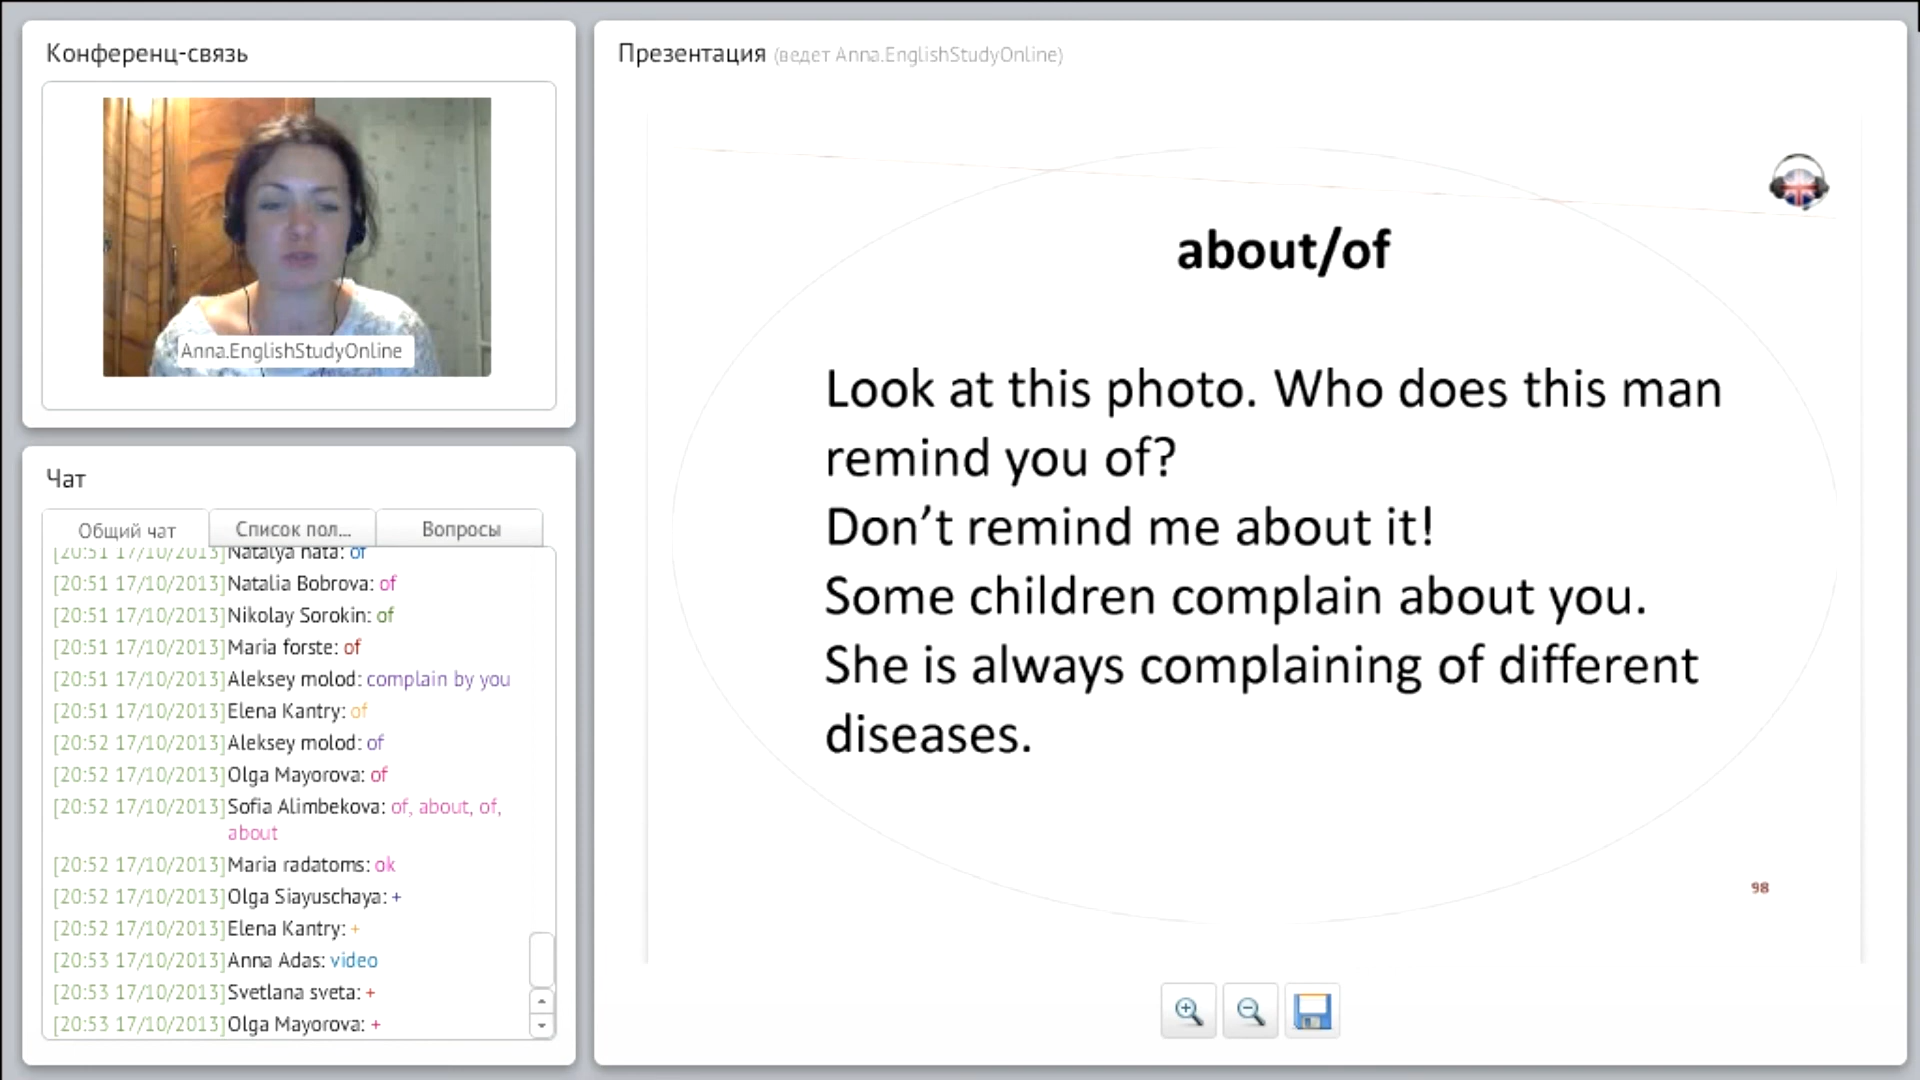 Конференц-связь
Anna.EnglishStudyOnline
Чат
Общий чат
Список пол...
Вопросы
[20:51 17/10/2013]Natalya nata: of
[20:51 17/10/2013]Natalia Bobrova: of
[20:51 17/10/2013]Nikolay Sorokin: of
[20:51 17/10/2013]Maria forste: of
[20:51 17/10/2013]Aleksey molod: complain by you
[20:51 17/10/2013]Elena Kantry: of
[20:52 17/10/2013]Aleksey molod: of
[20:52 17/10/2013]Olga Mayorova: of
[20:52 17/10/2013]Sofia Alimbekova: of, about, of,
about
[20:52 17/10/2013]Maria radatoms: ok
[20:52 17/10/2013]Olga Siayuschaya: +
[20:52 17/10/2013]Elena Kantry: +
[20:53 17/10/2013]Anna Adas: video
[20:53 17/10/2013]Svetlana sveta: +
[20:53 17/10/2013]Olga Mayorova: +
Презентация (ведет Anna.EnglishStudyOnline)
about/of
Look at this photo. Who does this man
remind you of?
Don’t remind me about it!
Some children complain about you.
She is always complaining of different
diseases.
98